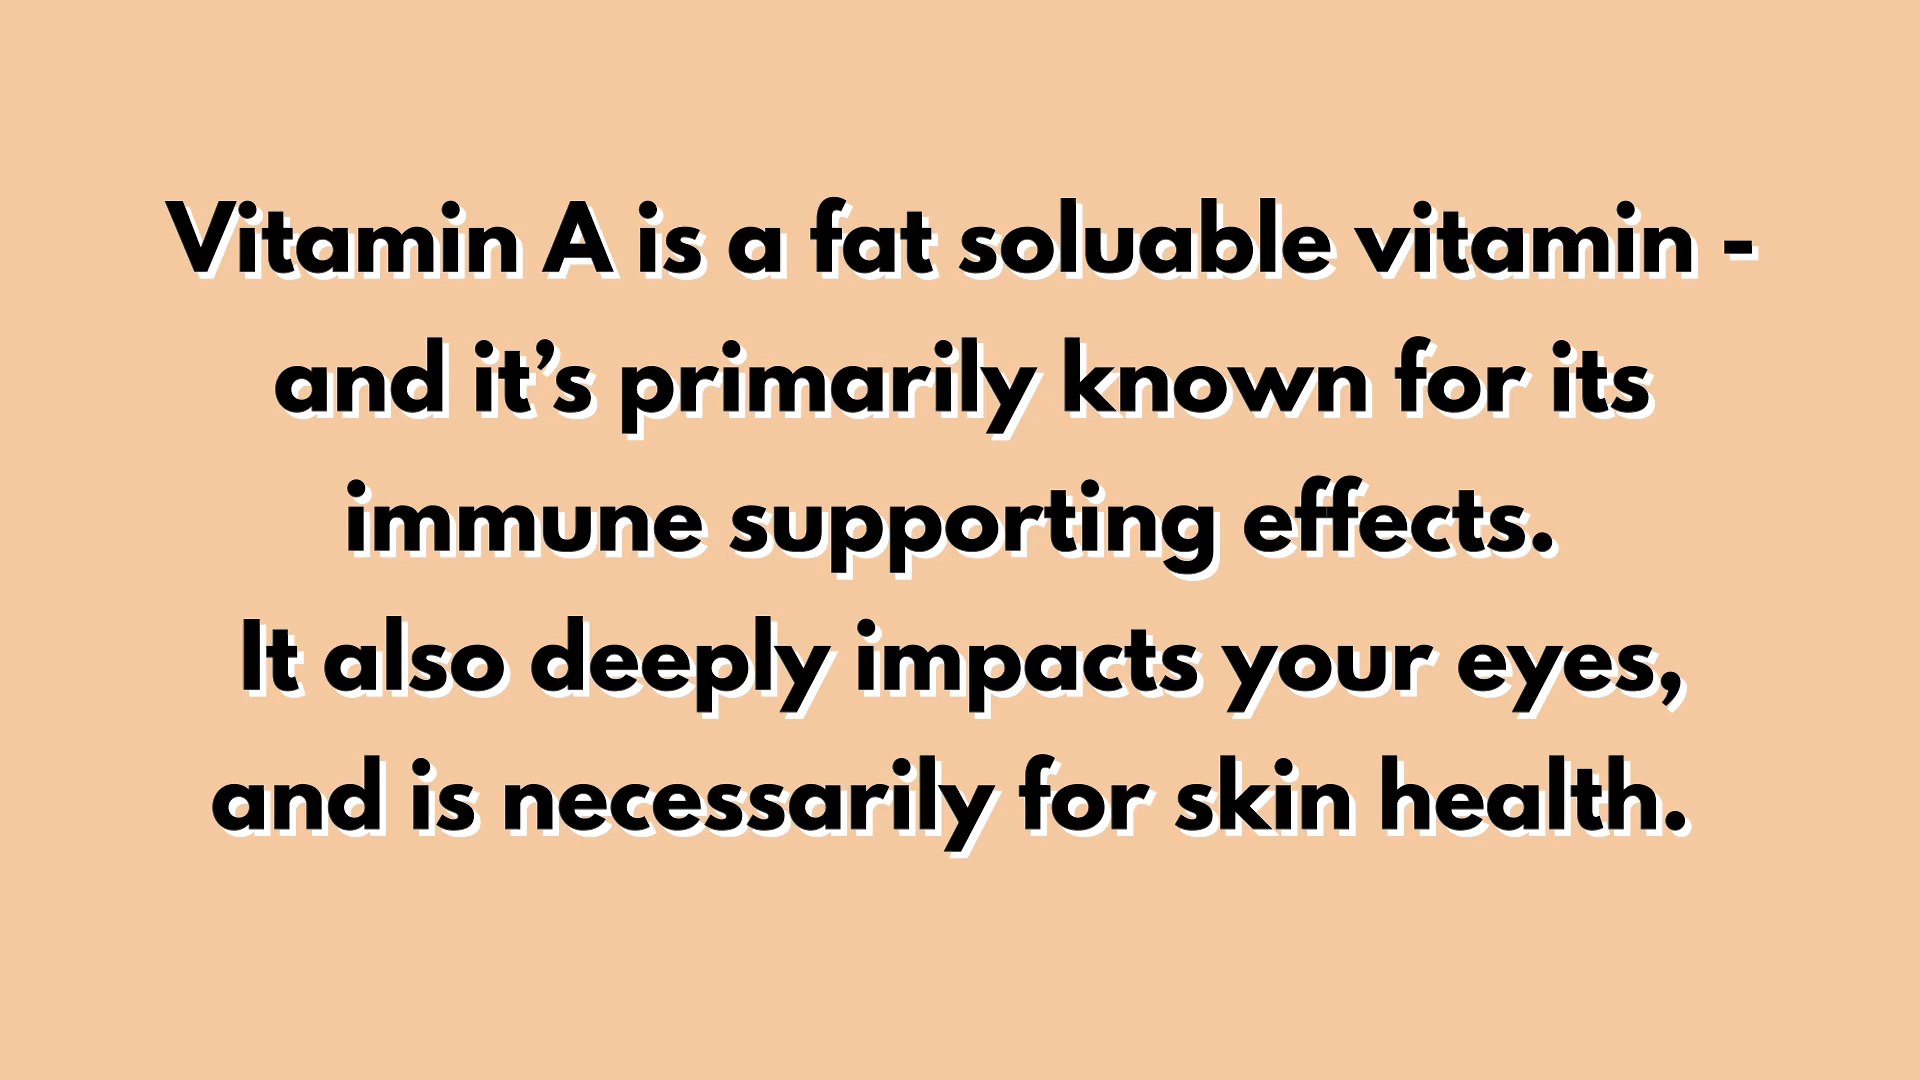 Vitamin A is a fat soluable vitamin -
and it’s primarily known for its
immune supporting effects.
It also deeply impacts your eyes,
and is necessarily for skin health.